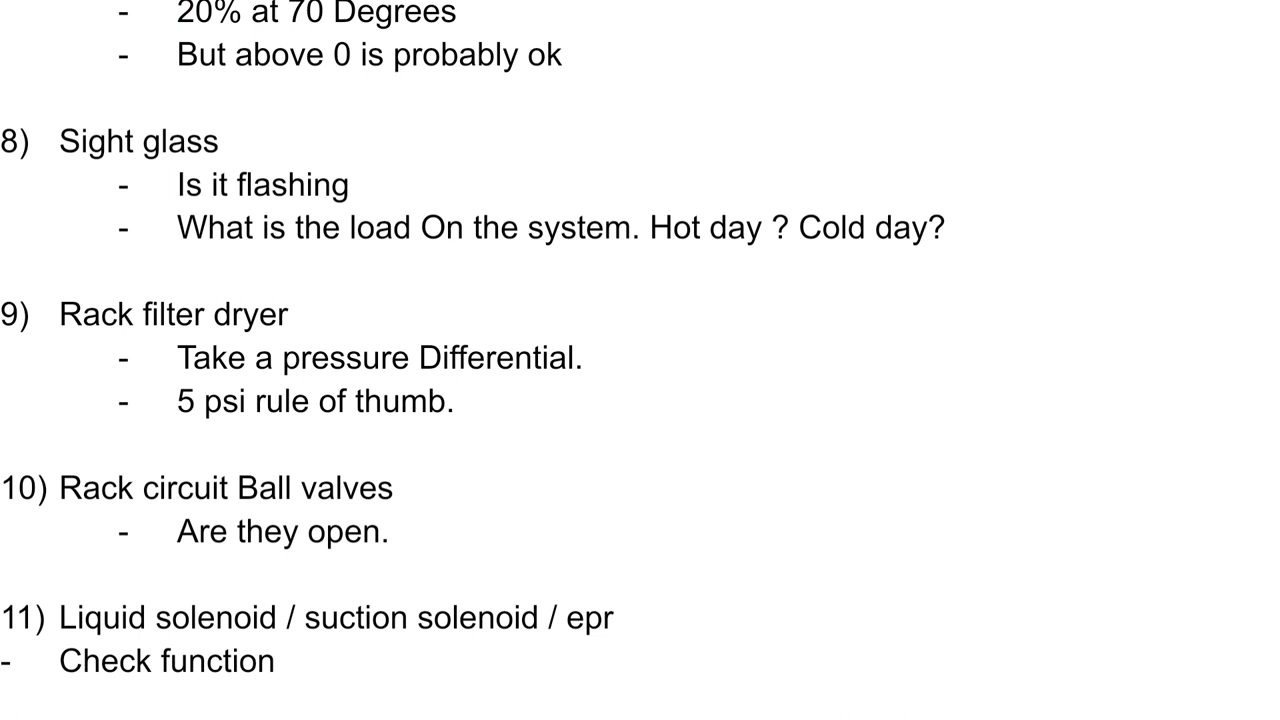 - 20% at 70 Degrees
- But above 0 is probably ok
8) Sight glass
- Is it flashing
- What is the load On the system. Hot day ? Cold day?
9) Rack filter dryer
- Take a pressure Differential.
- 5 psi rule of thumb.
10) Rack circuit Ball valves
- Are they open.
11) Liquid solenoid / suction solenoid / epr
- Check function